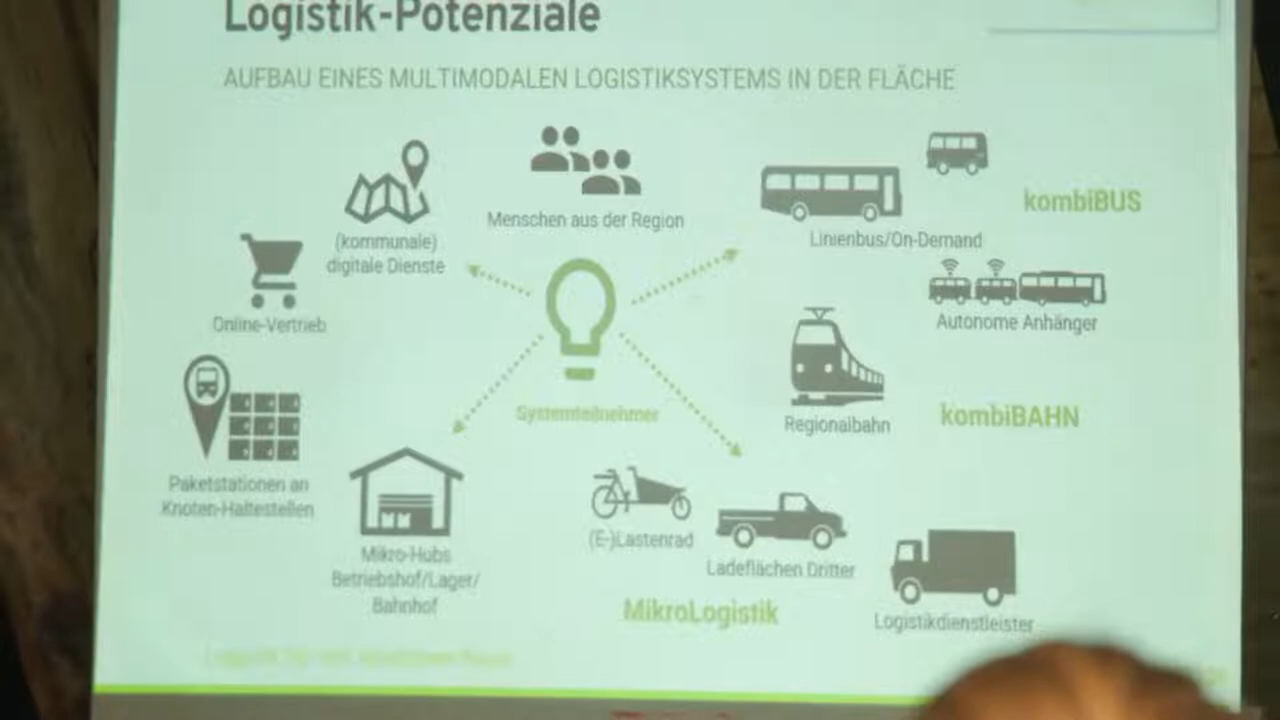 Logistik-Potenziale
AUFBAU EINES MULTIMODALEN LOGISTIKSYSTEMS IN DER FLÄCHE
Menschen aus der Region
(kommunale)
digitale Dienste
Online-Vertrieb
Paketstationen an
Knoten-Haltestellen
Mikro-Hubs
Betriebshof/Lager/
Bahnhof
Systemteilnehmer
kombiBUS
Linienbus/On-Demand
Autonome Anhänger
Regionalbahn
kombiBAHN
(E-)Lastenrad
Ladeflächen Dritter
MikroLogistik
Logistikdienstleister